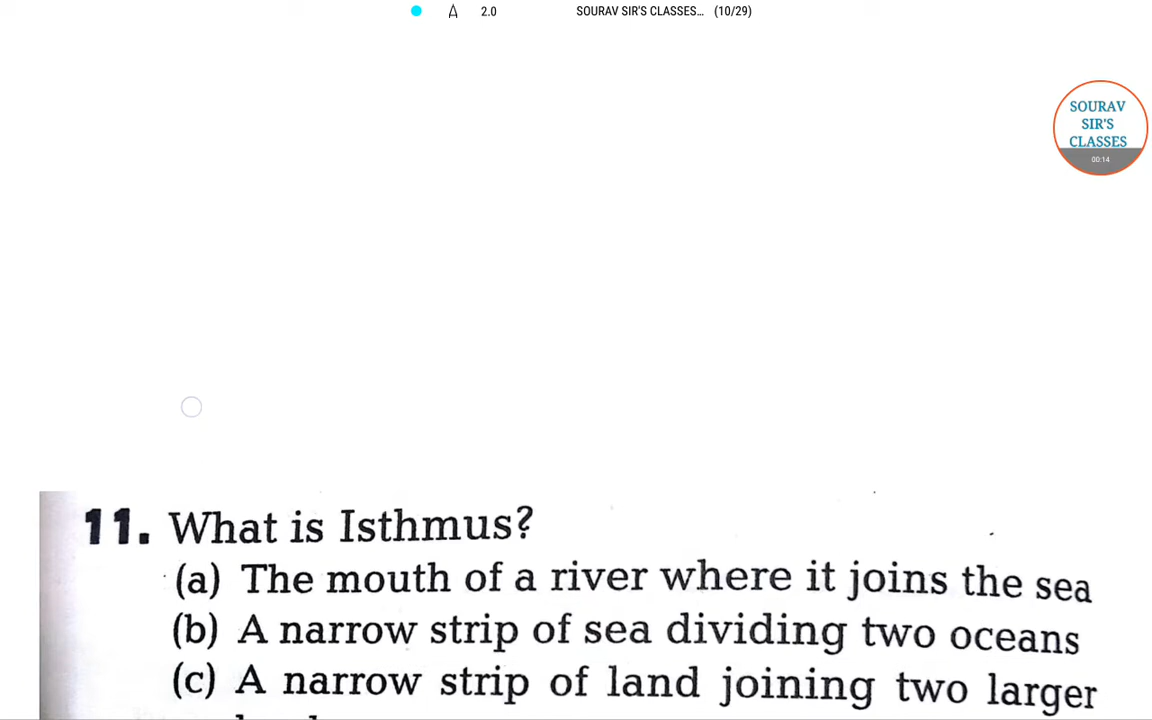 2.0 SOURAV SIR'S CLASSES... (10/29)
SOURAV
SIR'S
CLASSES
00:14
11. What is Isthmus?
(a) The mouth of a river where it joins the sea
(b) A narrow strip of sea dividing two oceans
(c) A narrow strip of land joining two larger